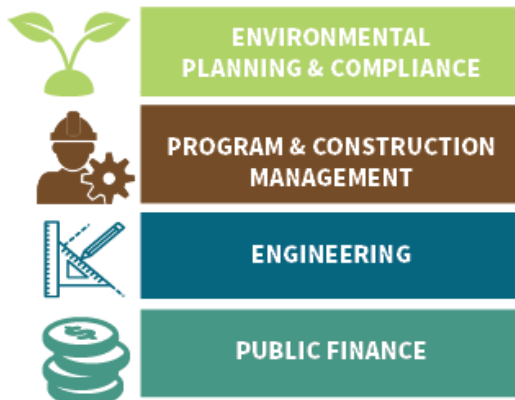 ENVIRONMENTAL
PLANNING & COMPLIANCE
PROGRAM & CONSTRUCTION
MANAGEMENT
ENGINEERING
$
PUBLIC FINANCE